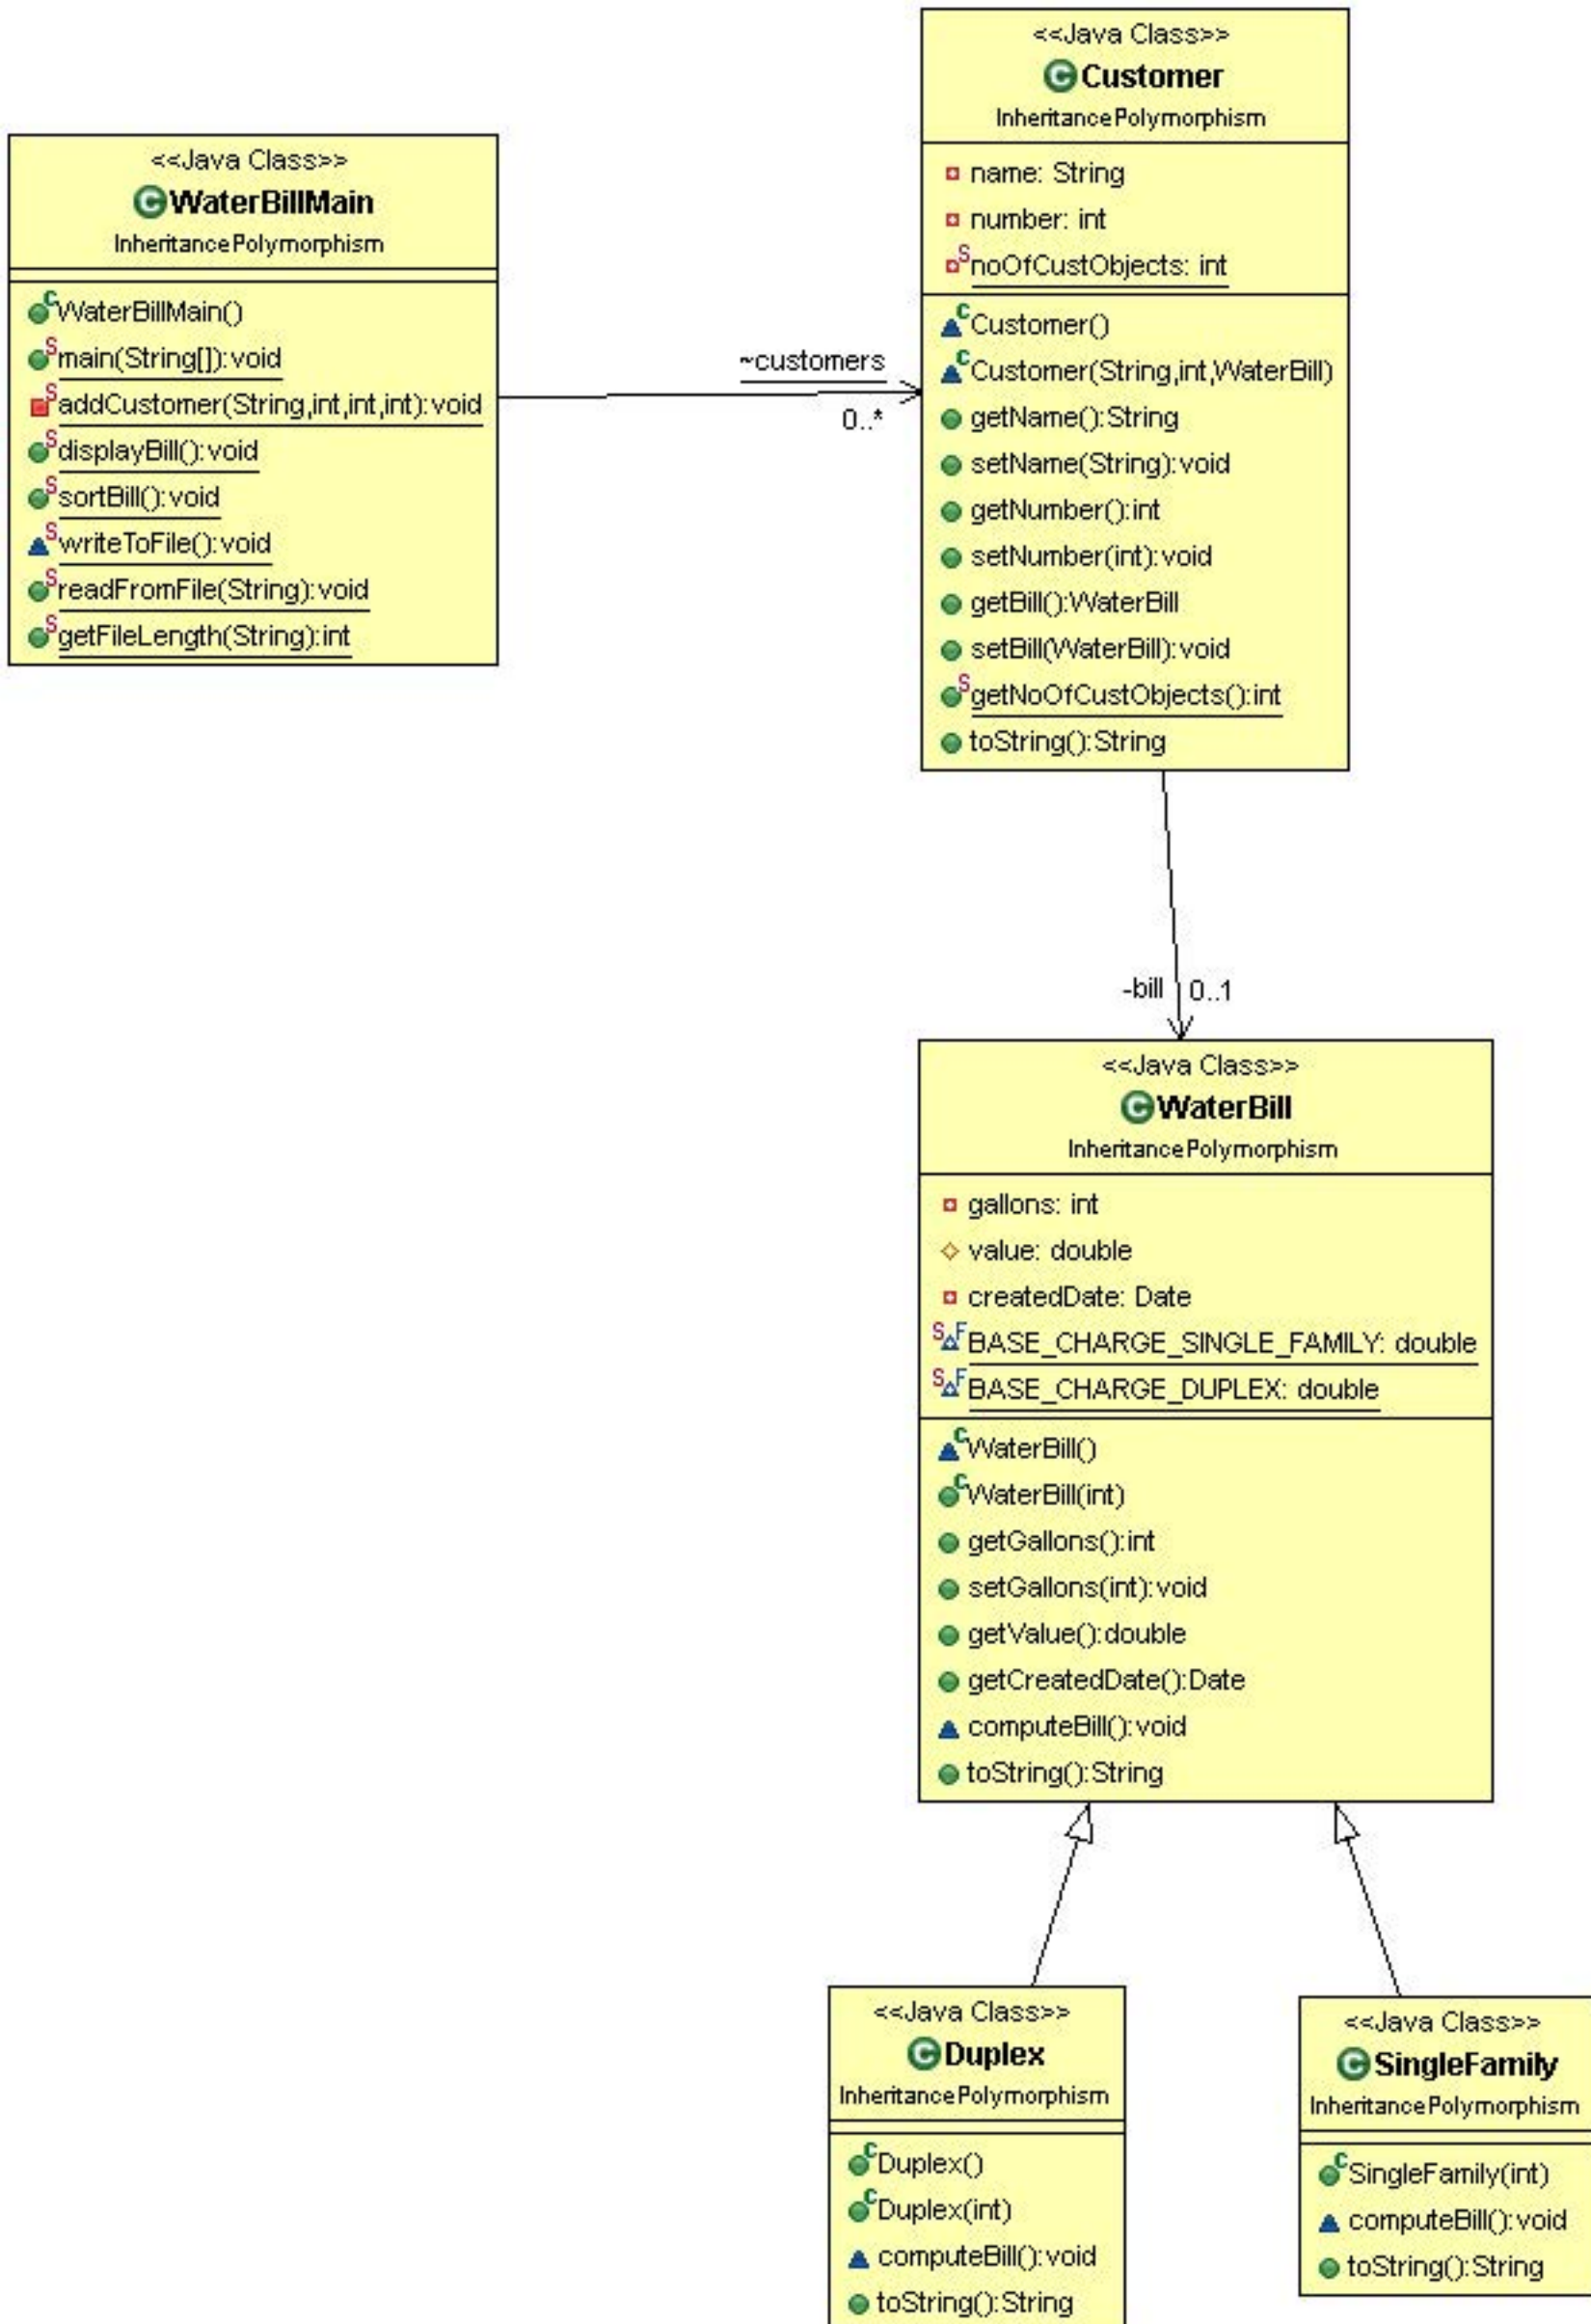 <<Java Class>>
WaterBillMain
InheritancePolymorphism
WaterBillMain()
main(String[]):void
addCustomer(String,int,int,int):void
displayBill():void
sortBill():void
writeToFile():void
readFromFile(String):void
getFileLength(String):int
~customers
0..*
<<Java Class>>
Customer
InheritancePolymorphism
name: String
number: int
noOfCustObjects: int
Customer()
Customer(String,int,WaterBill)
getName():String
setName(String):void
getNumber():int
setNumber(int):void
getBill():WaterBill
setBill(WaterBill):void
getNoOfCustObjects():int
toString():String
-bill 0..1
<<Java Class>>
WaterBill
InheritancePolymorphism
gallons: int
value: double
createdDate: Date
BASE_CHARGE_SINGLE_FAMILY: double
BASE_CHARGE_DUPLEX: double
WaterBill()
WaterBill(int)
getGallons():int
setGallons(int):void
getValue():double
getCreatedDate():Date
computeBill():void
toString():String
<<Java Class>>
Duplex
InheritancePolymorphism
Duplex()
Duplex(int)
computeBill():void
toString():String
<<Java Class>>
SingleFamily
InheritancePolymorphism
SingleFamily(int)
computeBill():void
toString():String